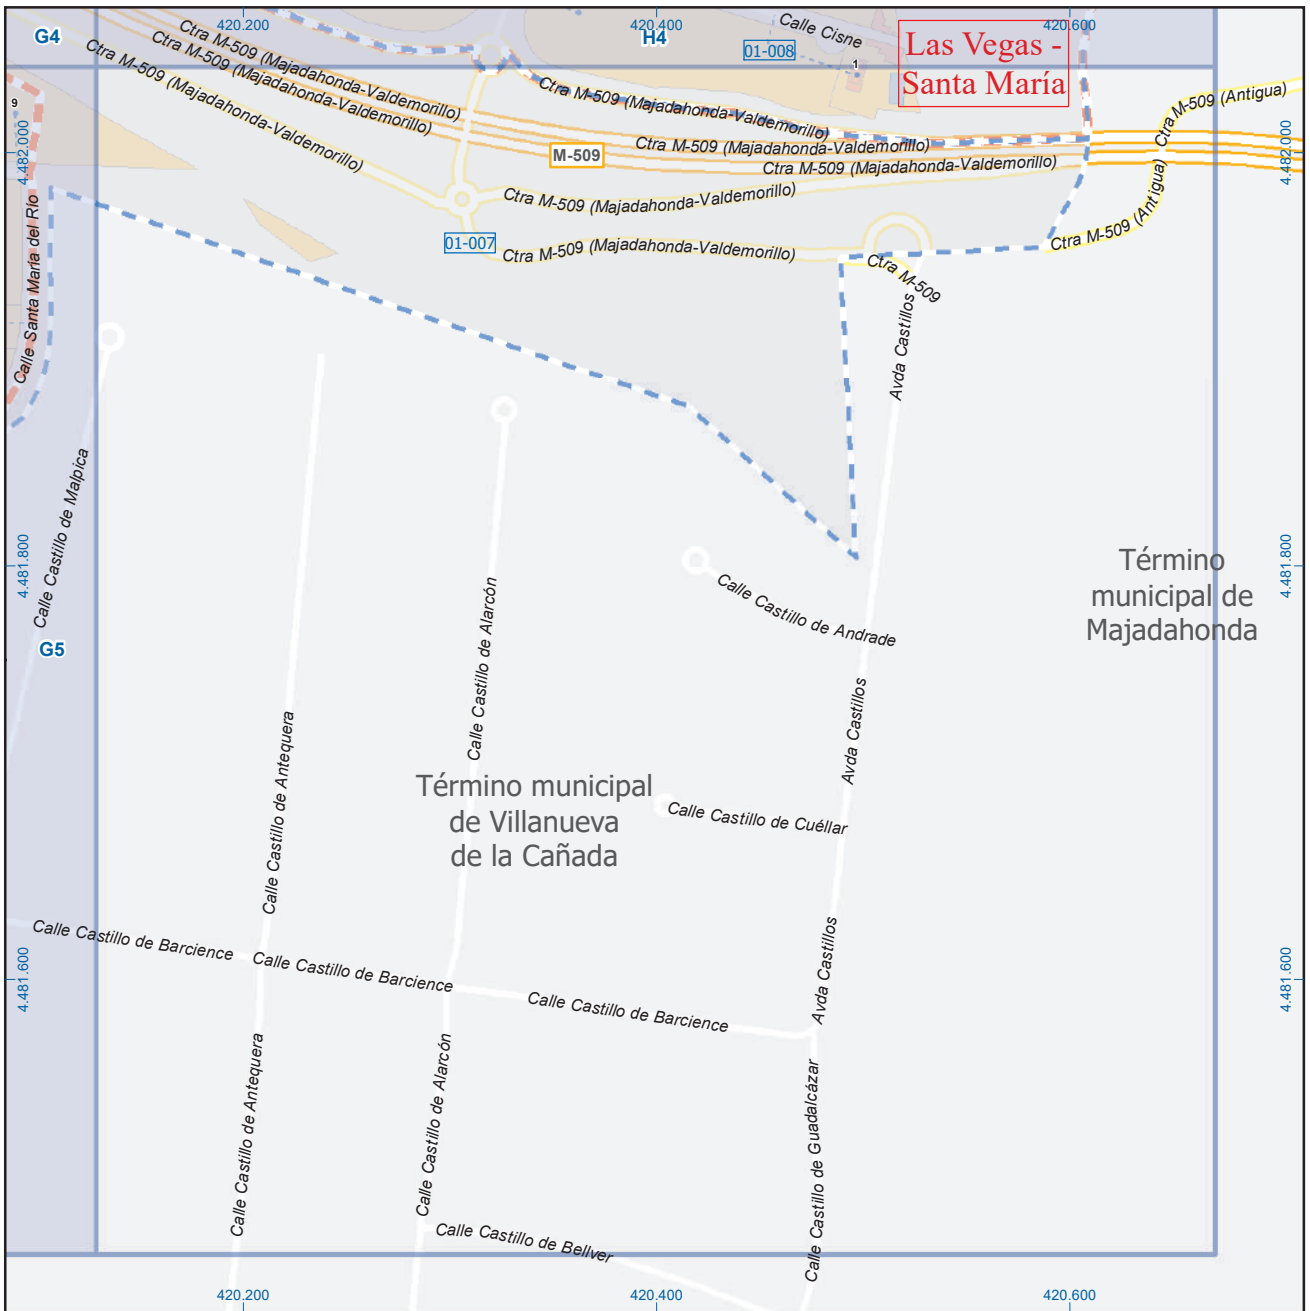 420.200
420.400
420.600
G4
H4
Calle Cisne
01-008
1
Las Vegas -
Santa María
9
Ctra M-509 (Majadahonda-Valdemorillo)
Ctra M-509 (Majadahonda-Valdemorillo)
Ctra M-509 (Majadahonda-Valdemorillo)
Ctra M-509 (Majadahonda-Valdemorillo)
Ctra M-509 (Antigua)
4.482.000
4.482.000
M-509
Ctra M-509 (Majadahonda-Valdemorillo)
Ctra M-509 (Majadahonda-Valdemorillo)
Ctra M-509 (Majadahonda-Valdemorillo)
Ctra M-509 (Antigua)
Calle Santa María del Río
01-007
Ctra M-509 (Majadahonda-Valdemorillo)
Ctra M-509
Avda Castillos
Calle Castillo de Malpica
4.481.800
4.481.800
Término
municipal de
Majadahonda
Calle Castillo de Andrade
Calle Castillo de Alarcón
G5
Avda Castillos
Calle Castillo de Antequera
Término municipal
de Villanueva
de la Cañada
Calle Castillo de Cuéllar
Calle Castillo de Barcience
Calle Castillo de Barcience
Calle Castillo de Barcience
Avda Castillos
4.481.600
4.481.600
Calle Castillo de Antequera
Calle Castillo de Alarcón
Calle Castillo de Guadalcázar
Calle Castillo de Bellver
420.200
420.400
420.600